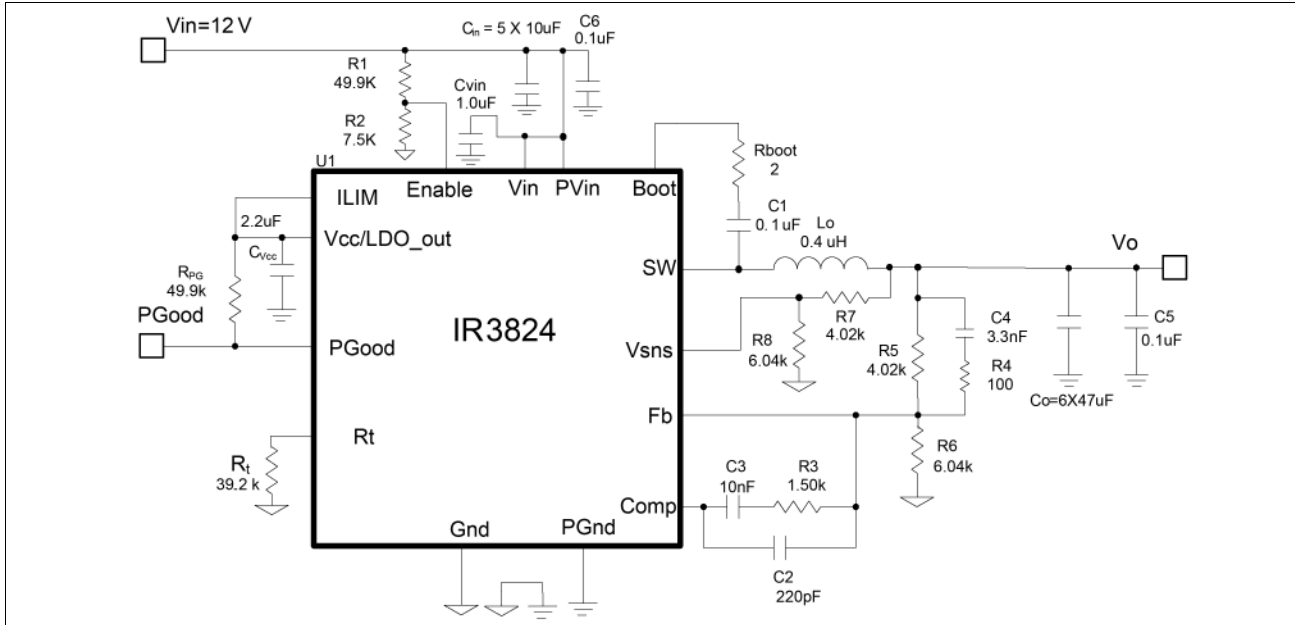 Vin=12 V
Cin = 5 X 10uF
C6
0.1uF
R1
49.9K
Cvin
1.0uF
R2
7.5K
U1
Enable
Vin
PVin
Boot
Rboot
2
ILIM
2.2uF
Vcc/LDO_out
CVcc
C1
0.1uF
Lo
0.4 uH
Vo
SW
RPG
49.9k
PGood
PGood
IR3824
Vsns
R7
4.02k
R8
6.04k
R5
4.02k
C4
3.3nF
R4
100
C5
0.1uF
Co=6X47uF
Fb
Rt
Rt
39.2 k
R6
6.04k
C3
10nF
R3
1.50k
Comp
Gnd
PGnd
C2
220pF